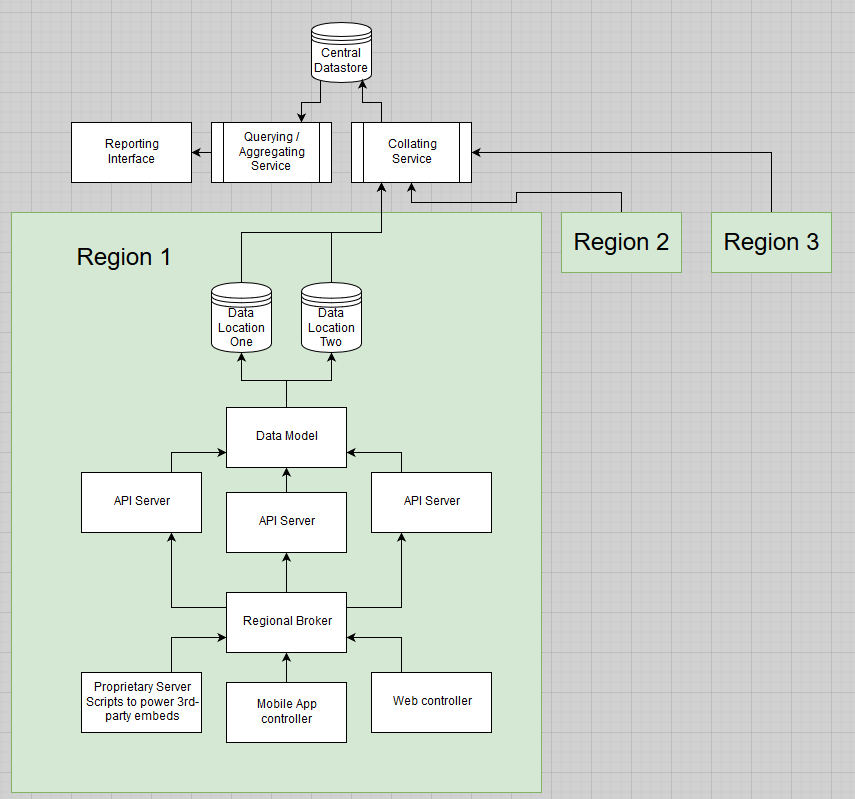 Central
Datastore
Reporting
Interface
Querying /
Aggregating
Service
Collating
Service
Region 1
Region 2
Region 3
Data
Location
One
Data
Location
Two
Data Model
API Server
API Server
API Server
Regional Broker
Proprietary Server
Scripts to power 3rd-
party embeds
Mobile App
controller
Web controller